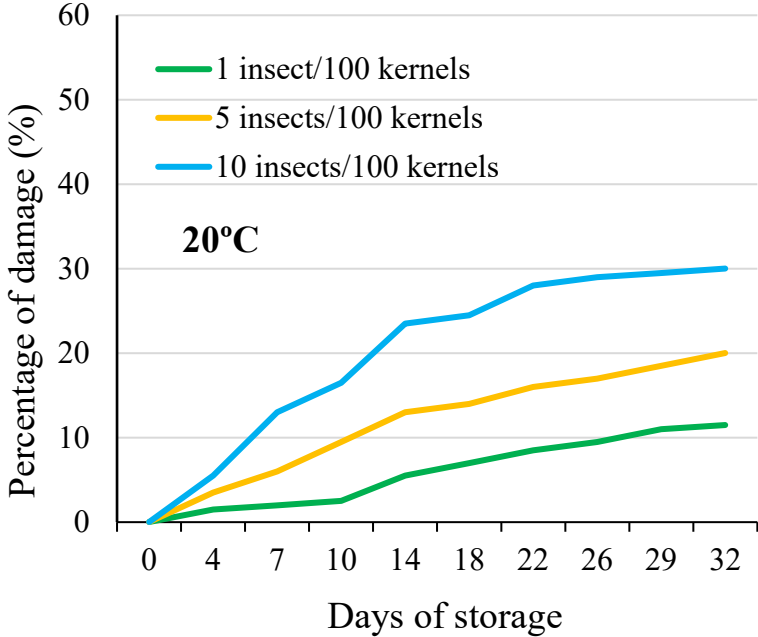 60
50
40
30
20
10
0
Percentage of damage (%)
1 insect/100 kernels
5 insects/100 kernels
10 insects/100 kernels
20ºC
0 4 7 10 14 18 22 26 29 32
Days of storage